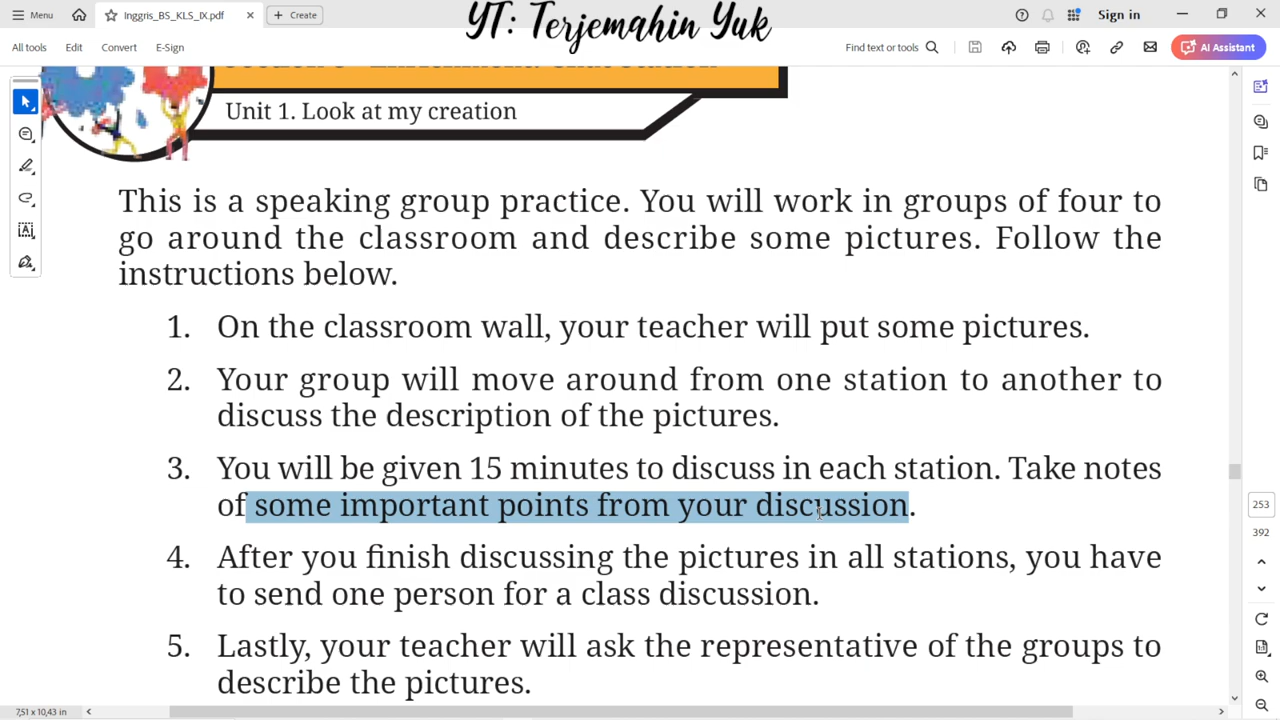 Menu
Inggris_BS_KLS_IX.pdf
Create
YT: Terjemahin Yuk
Sign in
All tools
Edit
Convert
E-Sign
Find text or tools
AI Assistant
Unit 1. Look at my creation
This is a speaking group practice. You will work in groups of four to
go around the classroom and describe some pictures. Follow the
instructions below.
1. On the classroom wall, your teacher will put some pictures.
2. Your group will move around from one station to another to
discuss the description of the pictures.
3. You will be given 15 minutes to discuss in each station. Take notes
of some important points from your discussion.
4. After you finish discussing the pictures in all stations, you have
to send one person for a class discussion.
5. Lastly, your teacher will ask the representative of the groups to
describe the pictures.
253
392
7,51 x 10,43 in